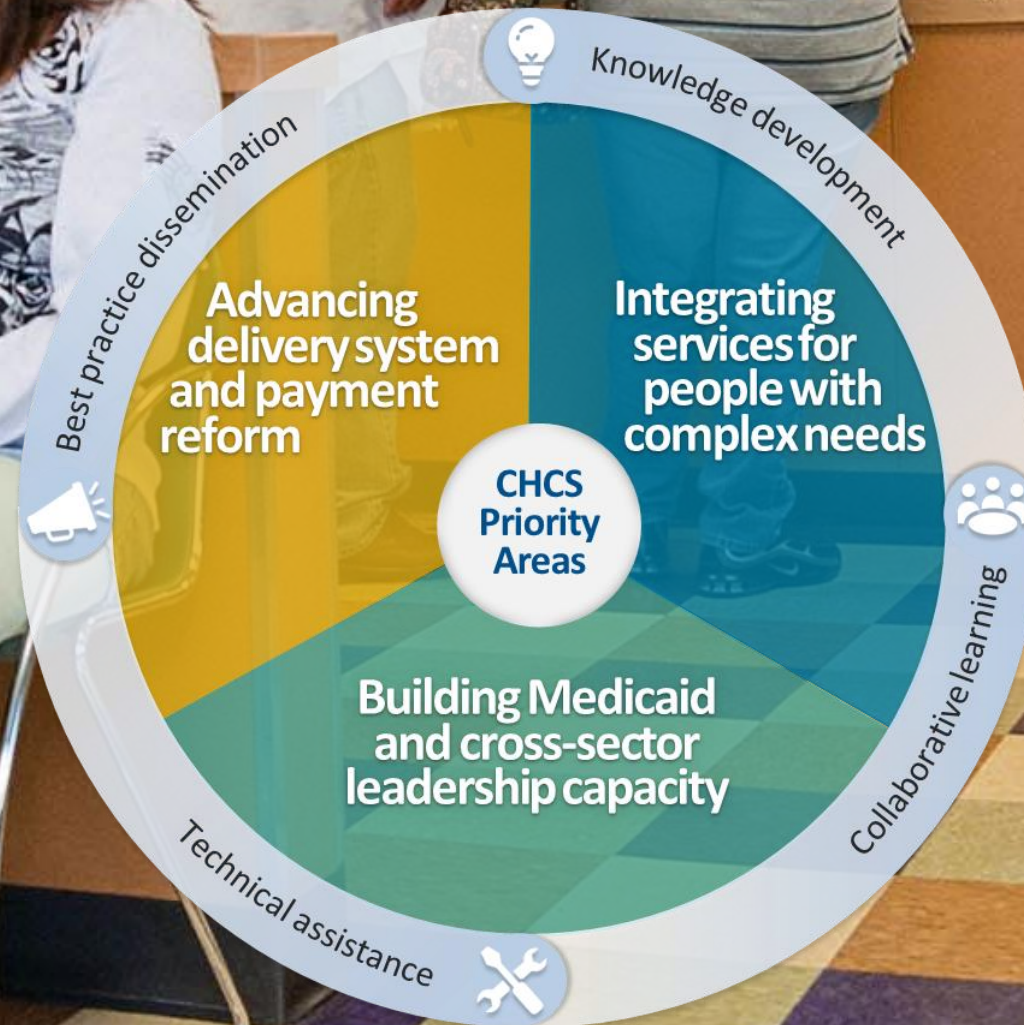 Knowledge development
Best practice dissemination
Advancing
delivery system
and payment
reform
Integrating
services for
people with
complex needs
CHCS
Priority
Areas
Building Medicaid
and cross-sector
leadership capacity
Collaborative learning
Technical assistance